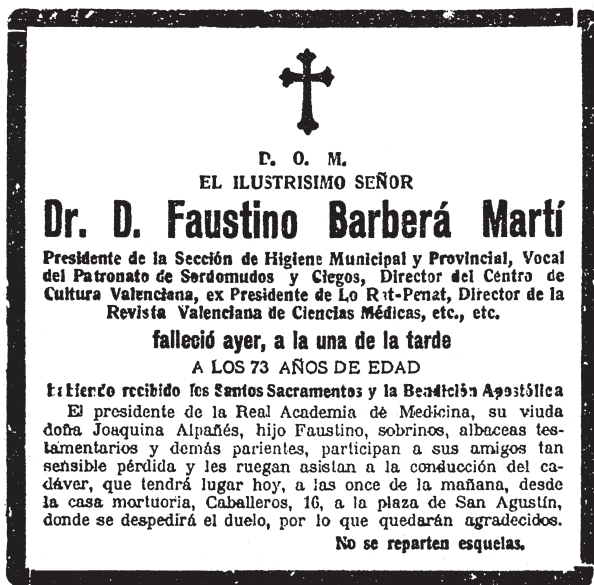 D. O. M.
EL ILUSTRISIMO SEÑOR
Dr. D. Faustino Barberá Martí
Presidente de la Sección de Higiene Municipal y Provincial, Vocal
del Patronato de Sordomudos y Ciegos, Director del Centro de
Cultura Valenciana, ex Presidente de Lo Rat-Penat, Director de la
Revista Valenciana de Ciencias Médicas, etc., etc.
falleció ayer, a la una de la tarde
A LOS 73 AÑOS DE EDAD
recibido los Santos Sacramentos y la Bendición Apostólica
El presidente de la Real Academia de Medicina, su viuda
doña Joaquina Alpañés, hijo Faustino, sobrinos, albaceas tes-
tamentarios y demás parientes, participan a sus amigos tan
sensible pérdida y les ruegan asistan a la conducción del ca-
dáver, que tendrá lugar hoy, a las once de la mañana, desde
la casa mortuoria, Caballeros, 16, a la plaza de San Agustín,
donde se despedirá el duelo, por lo que quedarán agradecidos.
No se reparten esquelas.